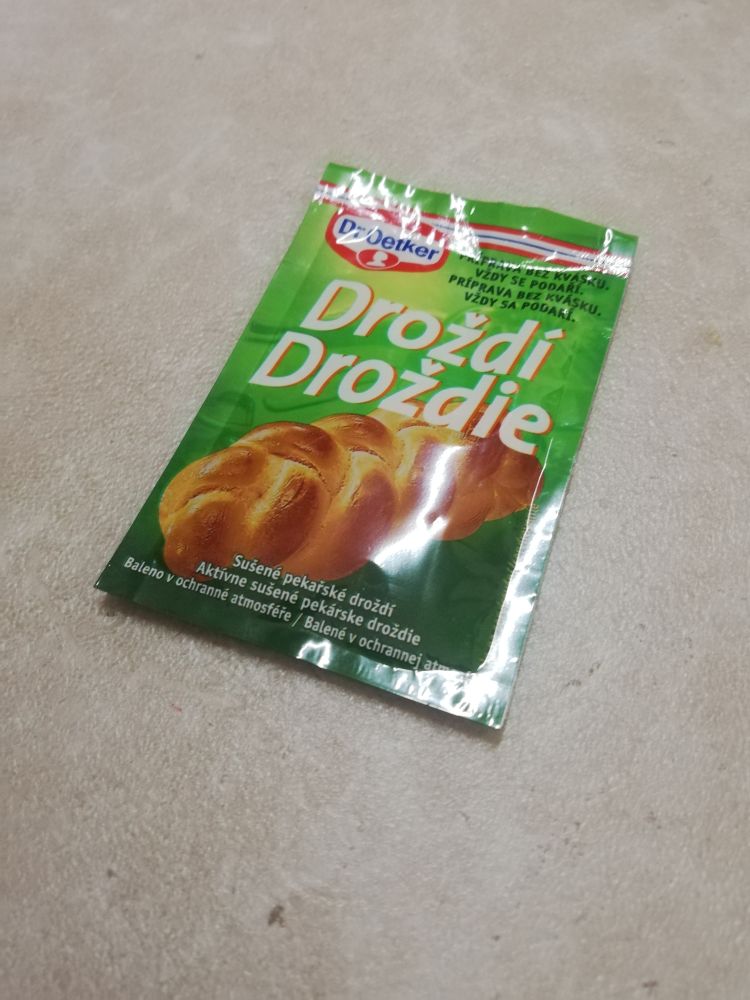 Dr.Oetker
PŘÍPRAVA BEZ KVÁSKU.
VŽDY SE PODAŘÍ.
PRÍPRAVA BEZ KVÁSKU.
VŽDY SA PODARÍ.
Droždí
Droždie
Sušené pekařské droždí
Aktívne sušené pekárske droždie
Baleno v ochranné atmosféře / Balené v ochrannej